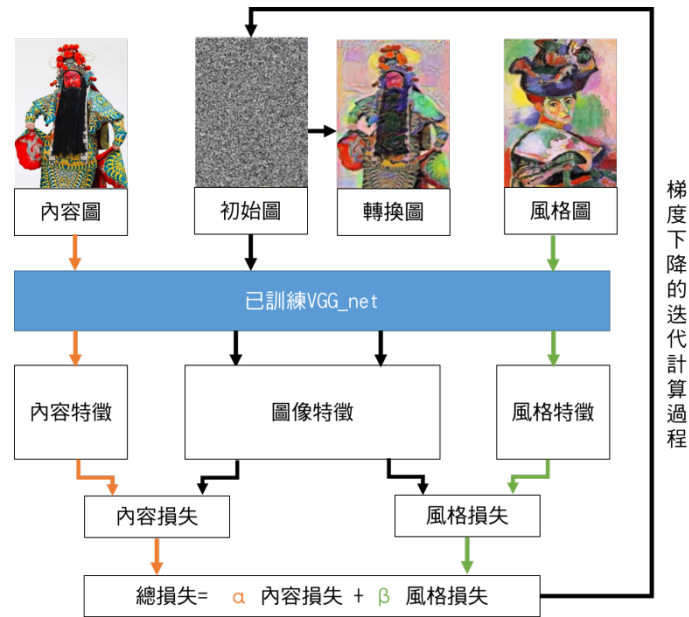 內容圖
初始圖
轉換圖
風格圖
已訓練VGG_net
內容特徵
圖像特徵
風格特徵
內容損失
風格損失
總損失= α 內容損失 + β 風格損失
梯度下降的迭代計算過程